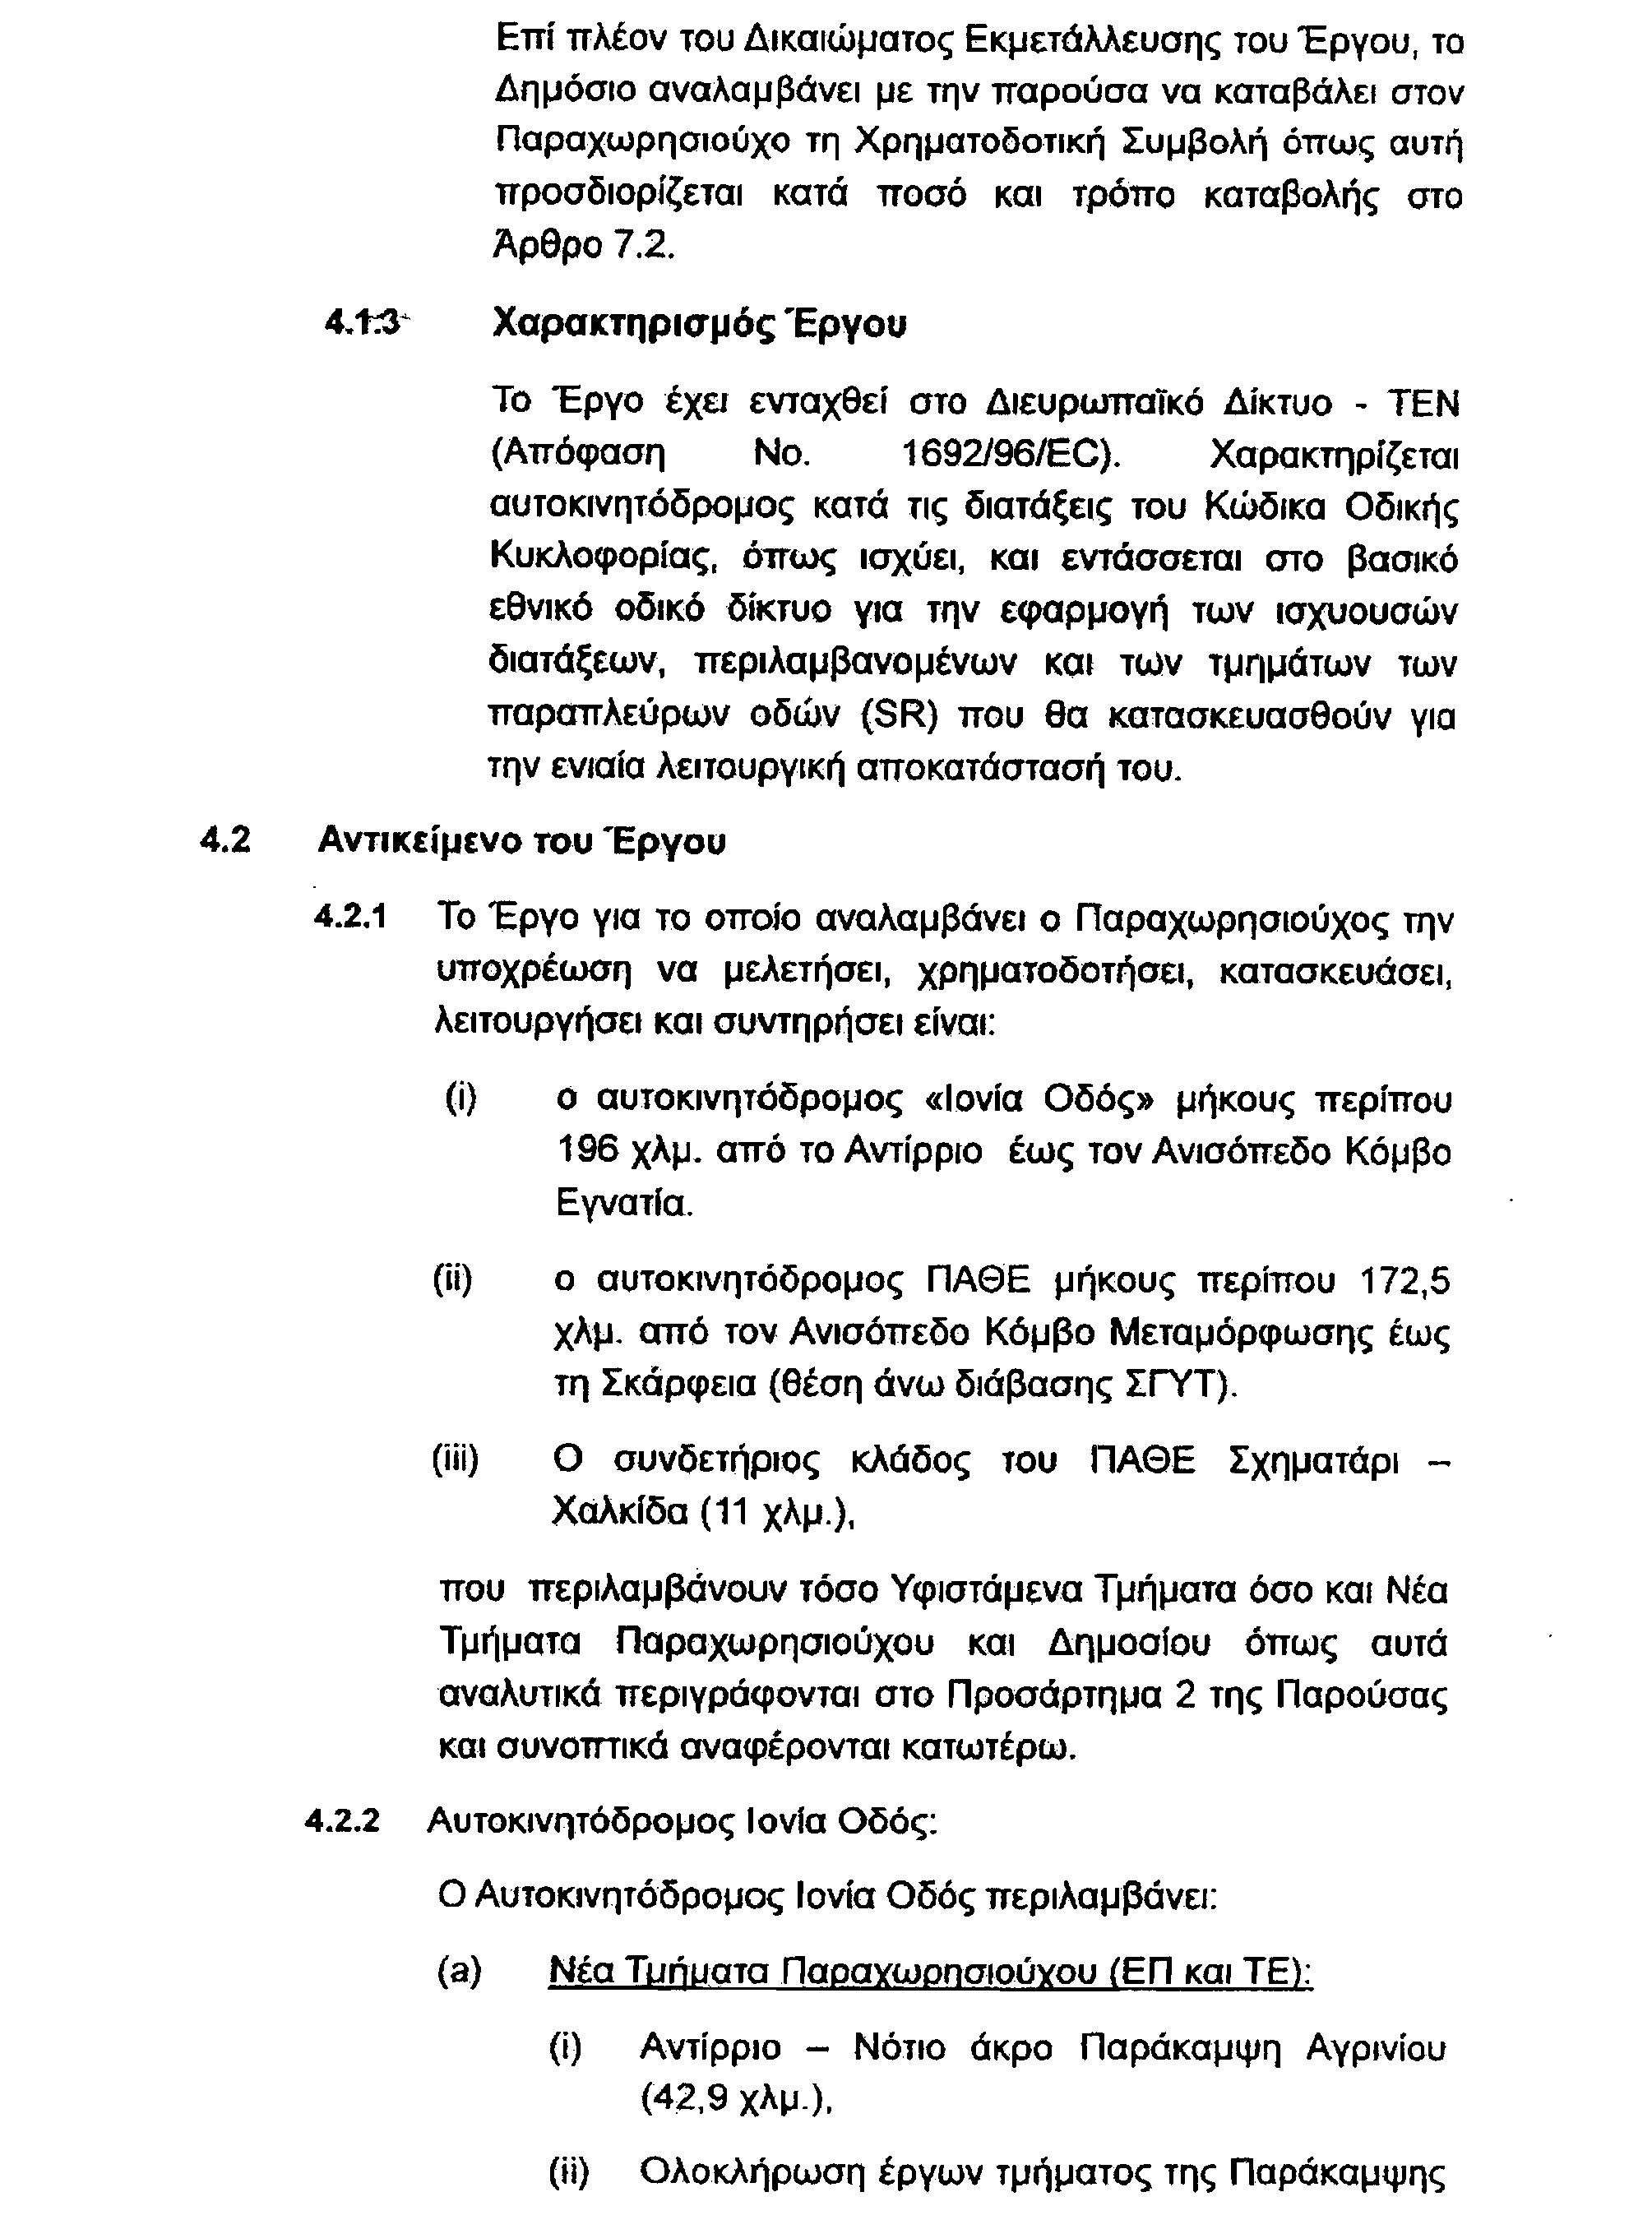 Επί πλέον του Δικαιώματος Εκμετάλλευσης του Έργου, το
Δημόσιο αναλαμβάνει με την παρούσα να καταβάλει στον
Παραχωρησιούχο τη Χρηματοδοτική Συμβολή όπως αυτή
προσδιορίζεται κατά ποσό και τρόπο καταβολής στο
Άρθρο 7.2.
4.1.3 Χαρακτηρισμός Έργου
Το Έργο έχει ενταχθεί στο Διευρωπαϊκό Δίκτυο - TEN
(Απόφαση No. 1692/96/EC). Χαρακτηρίζεται
αυτοκινητόδρομος κατά τις διατάξεις του Κώδικα Οδικής
Κυκλοφορίας, όπως ισχύει, και εντάσσεται στο βασικό
εθνικό οδικό δίκτυο για την εφαρμογή των ισχυουσών
διατάξεων, περιλαμβανομένων και των τμημάτων των
παραπλεύρων οδών (SR) που θα κατασκευασθούν για
την ενιαία λειτουργική αποκατάστασή του.
4.2 Αντικείμενο του Έργου
4.2.1 Το Έργο για το οποίο αναλαμβάνει ο Παραχωρησιούχος την
υποχρέωση να μελετήσει, χρηματοδοτήσει, κατασκευάσει,
λειτουργήσει και συντηρήσει είναι:
(i) ο αυτοκινητόδρομος «Ιονία Οδός» μήκους περίπου
196 χλμ. από το Αντίρριο έως τον Ανισόπεδο Κόμβο
Εγνατία.
(ii) ο αυτοκινητόδρομος ΠΑΘΕ μήκους περίπου 172,5
χλμ. από τον Ανισόπεδο Κόμβο Μεταμόρφωσης έως
τη Σκάρφεια (θέση άνω διάβασης ΣΓΥΤ).
(iii) Ο συνδετήριος κλάδος του ΠΑΘΕ Σχηματάρι –
Χαλκίδα (11 χλμ.),
που περιλαμβάνουν τόσο Υφιστάμενα Τμήματα όσο και Νέα
Τμήματα Παραχωρησιούχου και Δημοσίου όπως αυτά
αναλυτικά περιγράφονται στο Προσάρτημα 2 της Παρούσας
και συνοπτικά αναφέρονται κατωτέρω.
4.2.2 Αυτοκινητόδρομος Ιονία Οδός:
Ο Αυτοκινητόδρομος Ιονία Οδός περιλαμβάνει:
(a) Νέα Τμήματα Παραχωρησιούχου (ΕΠ και ΤΕ):
(i) Αντίρριο – Νότιο άκρο Παράκαμψη Αγρινίου
(42,9 χλμ.),
(ii) Ολοκλήρωση έργων τμήματος της Παράκαμψης